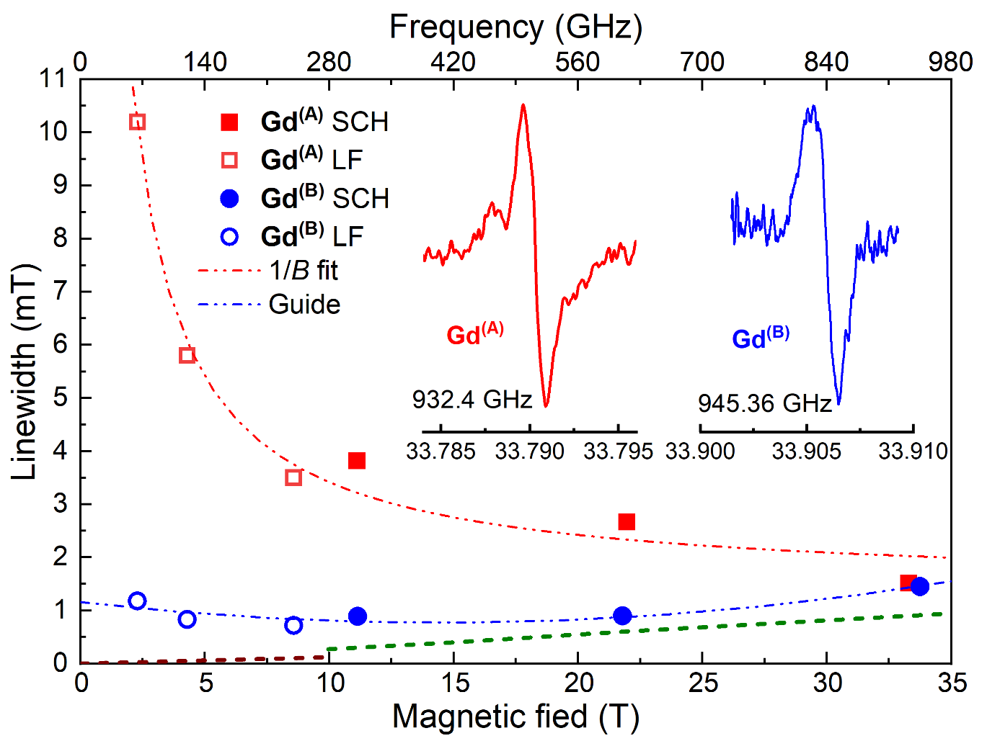 Frequency (GHz)
0 140 280 420 560 700 840 980
11
10
9
8
7
6
5
4
3
2
1
0
Linewidth (mT)
Gd(A) SCH
Gd(A) LF
Gd(B) SCH
Gd(B) LF
1/B fit
Guide
Gd(A)
932.4 GHz
33.785 33.790 33.795
Gd(B)
945.36 GHz
33.900 33.905 33.910
0 5 10 15 20 25 30 35
Magnetic fied (T)